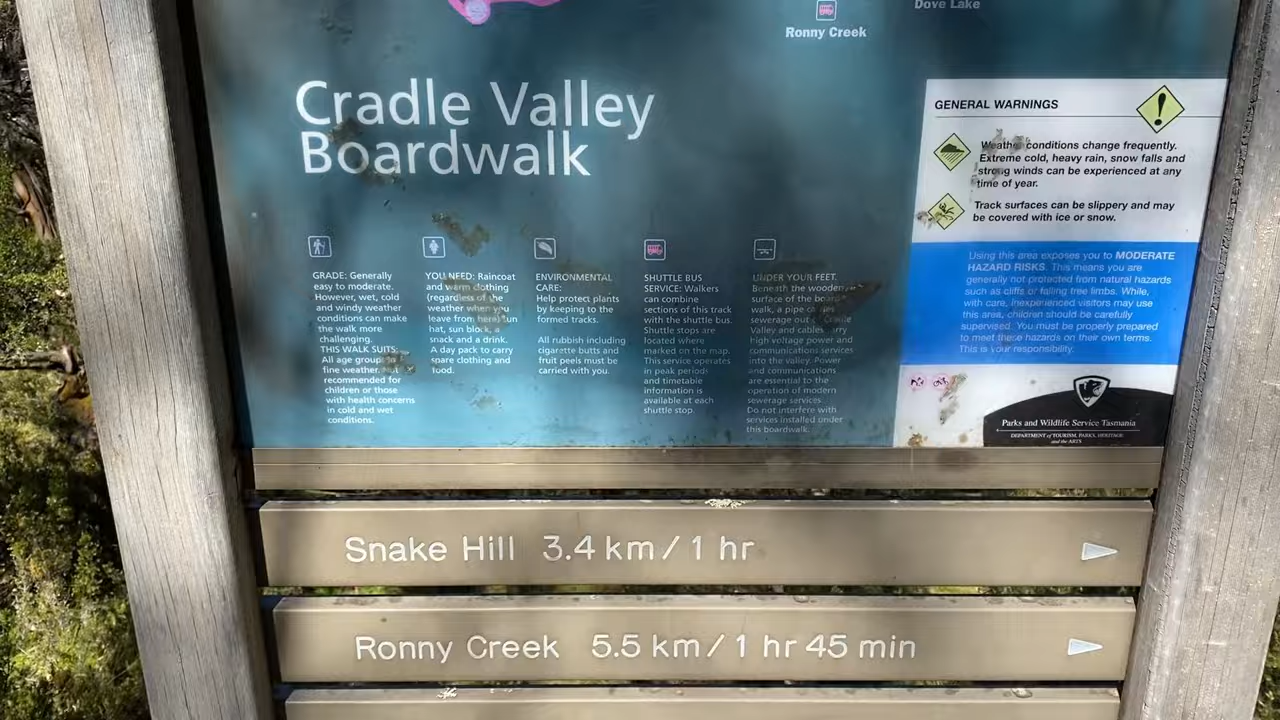 Dove Lake
Ronny Creek
Cradle Valley
Boardwalk
GRADE: Generally
easy to moderate.
However, wet, cold
and windy weather
conditions can make
the walk more
challenging.
THIS WALK SUITS:
All age groups in
fine weather. Not
recommended for
children or those
with health concerns
in cold and wet
conditions.
YOU NEED: Raincoat
and warm clothing
(regardless of the
weather when you
leave from here) sun
hat, sun block, a
snack and a drink.
A day pack to carry
spare clothing and
food.
ENVIRONMENTAL
CARE:
Help protect plants
by keeping to the
formed tracks.
All rubbish including
cigarette butts and
fruit peels must be
carried with you.
SHUTTLE BUS
SERVICE: Walkers
can combine
sections of this track
with the shuttle bus.
Shuttle stops are
located where
marked on the map.
This service operates
in peak periods
and timetable
information is
available at each
shuttle stop.
UNDER YOUR FEET.
Beneath the wooden
surface of the board
walk, a pipe carries
sewerage out of Cradle
Valley and cables carry
high voltage power and
communications services
into the valley. Power
and communications
are essential to the
operation of modern
sewerage services.
Do not interfere with
services installed under
this boardwalk.
GENERAL WARNINGS
Weather conditions change frequently.
Extreme cold, heavy rain, snow falls and
strong winds can be experienced at any
time of year.
Track surfaces can be slippery and may
be covered with ice or snow.
Using this area exposes you to MODERATE
HAZARD RISKS. This means you are
generally not protected from natural hazards
such as cliffs or falling tree limbs. While,
with care, inexperienced visitors may use
this area, children should be carefully
supervised. You must be properly prepared
to meet these hazards on their own terms.
This is your responsibility.
Parks and Wildlife Service Tasmania
DEPARTMENT of TOURISM, PARKS, HERITAGE
and the ARTS
Snake Hill 3.4 km / 1 hr
Ronny Creek 5.5 km / 1 hr 45 min